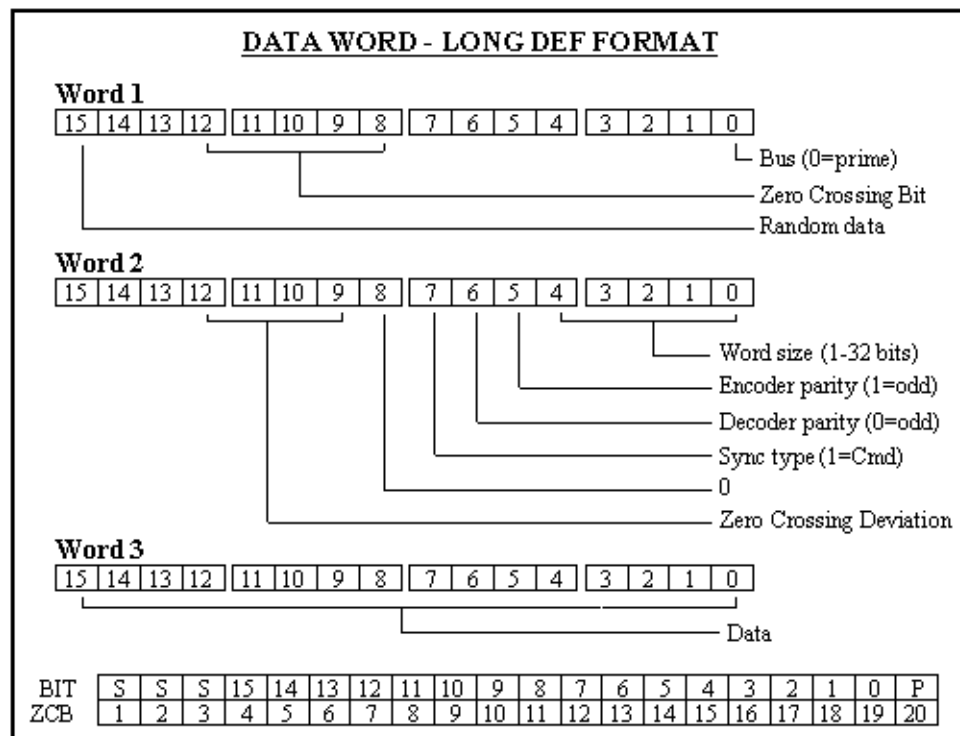 DATA WORD - LONG DEF FORMAT
Word 1
15 14 13 12 11 10 9 8 7 6 5 4 3 2 1 0
Bus (0=prime)
Zero Crossing Bit
Random data
Word 2
15 14 13 12 11 10 9 8 7 6 5 4 3 2 1 0
Word size (1-32 bits)
Encoder parity (1=odd)
Decoder parity (0=odd)
Sync type (1=Cmd)
0
Zero Crossing Deviation
Word 3
15 14 13 12 11 10 9 8 7 6 5 4 3 2 1 0
Data
BIT S S S 15 14 13 12 11 10 9 8 7 6 5 4 3 2 1 0 P
ZCB 1 2 3 4 5 6 7 8 9 10 11 12 13 14 15 16 17 18 19 20